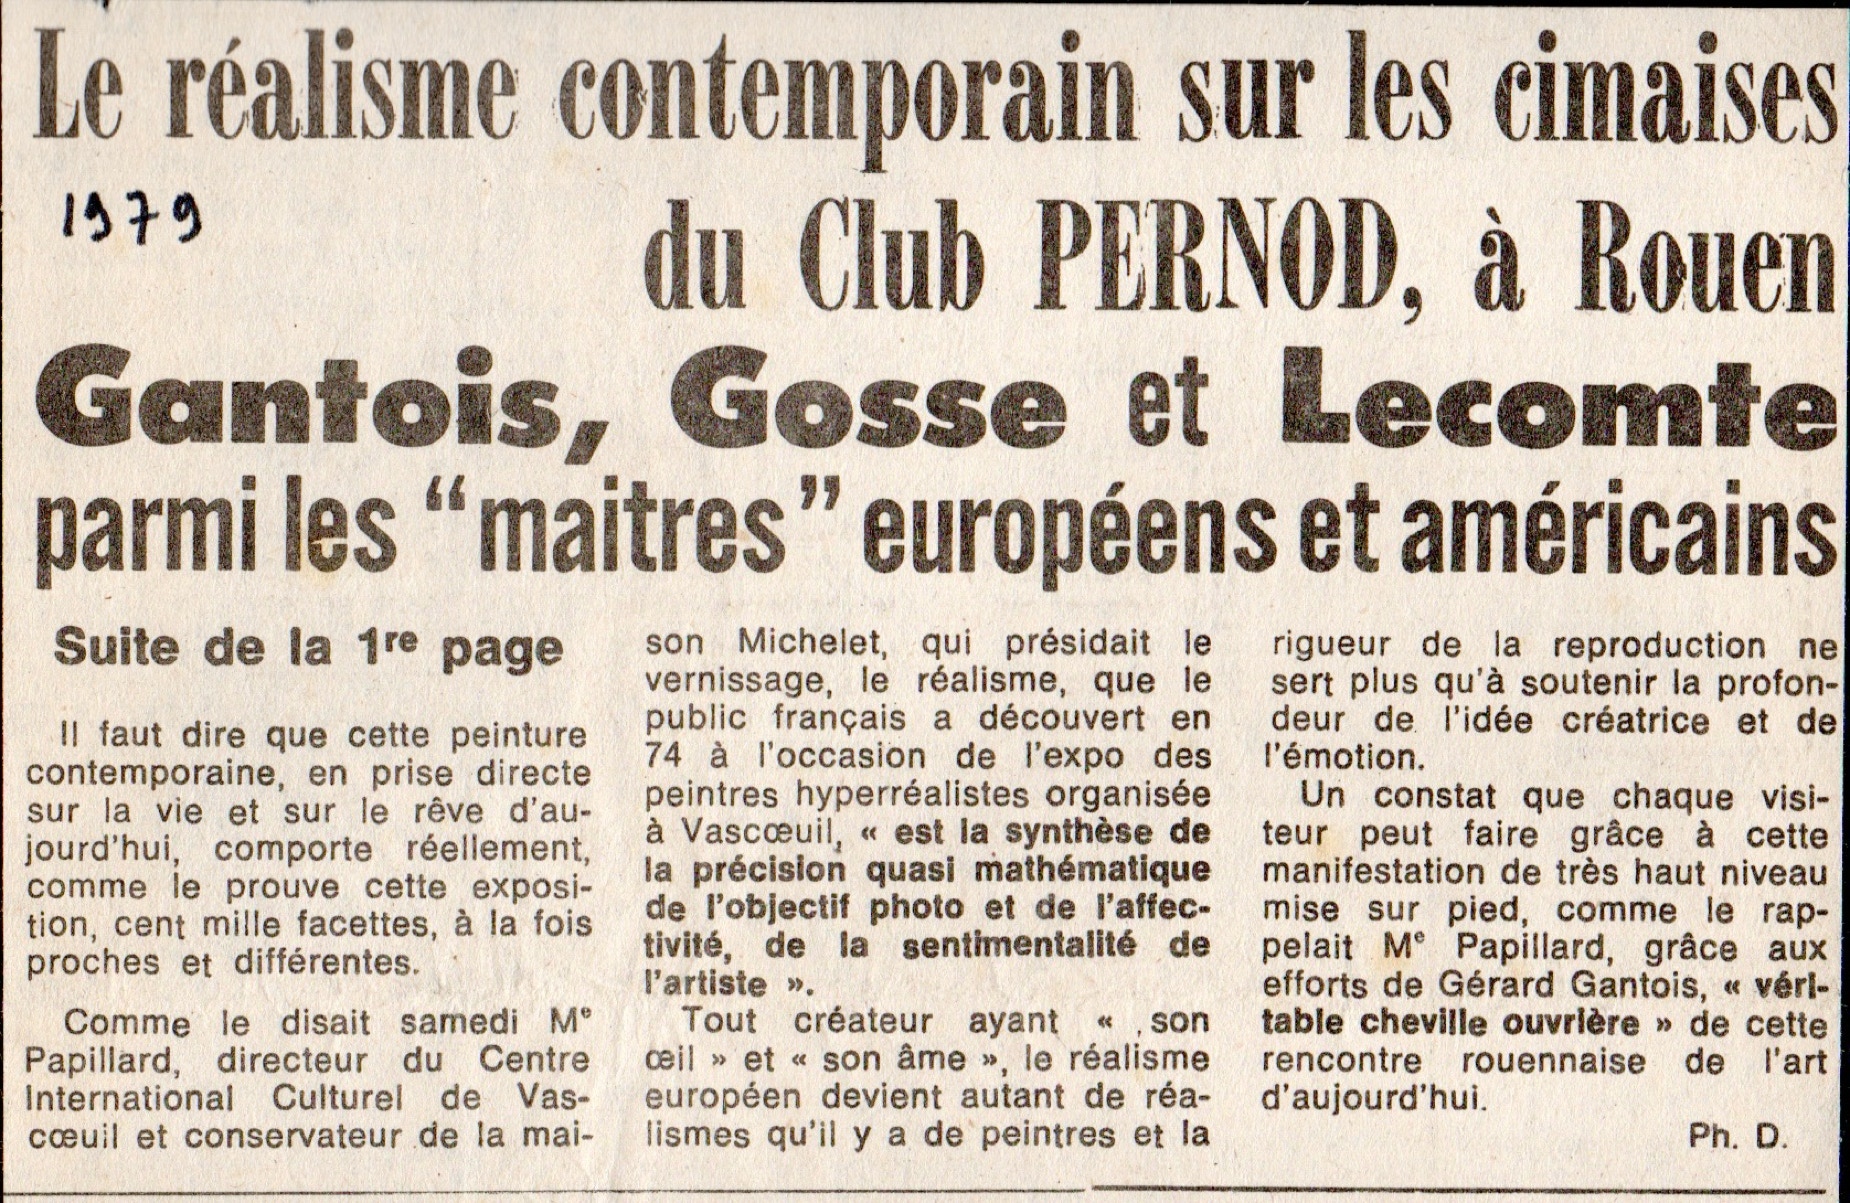 Le réalisme contemporain sur les cimaises
1979
du Club PERNOD, à Rouen
Gantois, Gosse et Lecomte
parmi les “maitres” européens et américains
Suite de la 1re page
Il faut dire que cette peinture
contemporaine, en prise directe
sur la vie et sur le rêve d'au-
jourd'hui, comporte réellement,
comme le prouve cette exposi-
tion, cent mille facettes, à la fois
proches et différentes.
Comme le disait samedi Me
Papillard, directeur du Centre
International Culturel de Vas-
cœuil et conservateur de la mai-
son Michelet, qui présidait le
vernissage, le réalisme, que le
public français a découvert en
74 à l'occasion de l'expo des
peintres hyperréalistes organisée
à Vascœuil, « est la synthèse de
la précision quasi mathématique
de l'objectif photo et de l'affec-
tivité, de la sentimentalité de
l'artiste ».
Tout créateur ayant « son
œil » et « son âme », le réalisme
européen devient autant de réa-
lismes qu'il y a de peintres et la
rigueur de la reproduction ne
sert plus qu'à soutenir la profon-
deur de l'idée créatrice et de
l'émotion.
Un constat que chaque visi-
teur peut faire grâce à cette
manifestation de très haut niveau
mise sur pied, comme le rap-
pelait Me Papillard, grâce aux
efforts de Gérard Gantois, « véri-
table cheville ouvrière » de cette
rencontre rouennaise de l'art
d'aujourd'hui.
Ph. D.